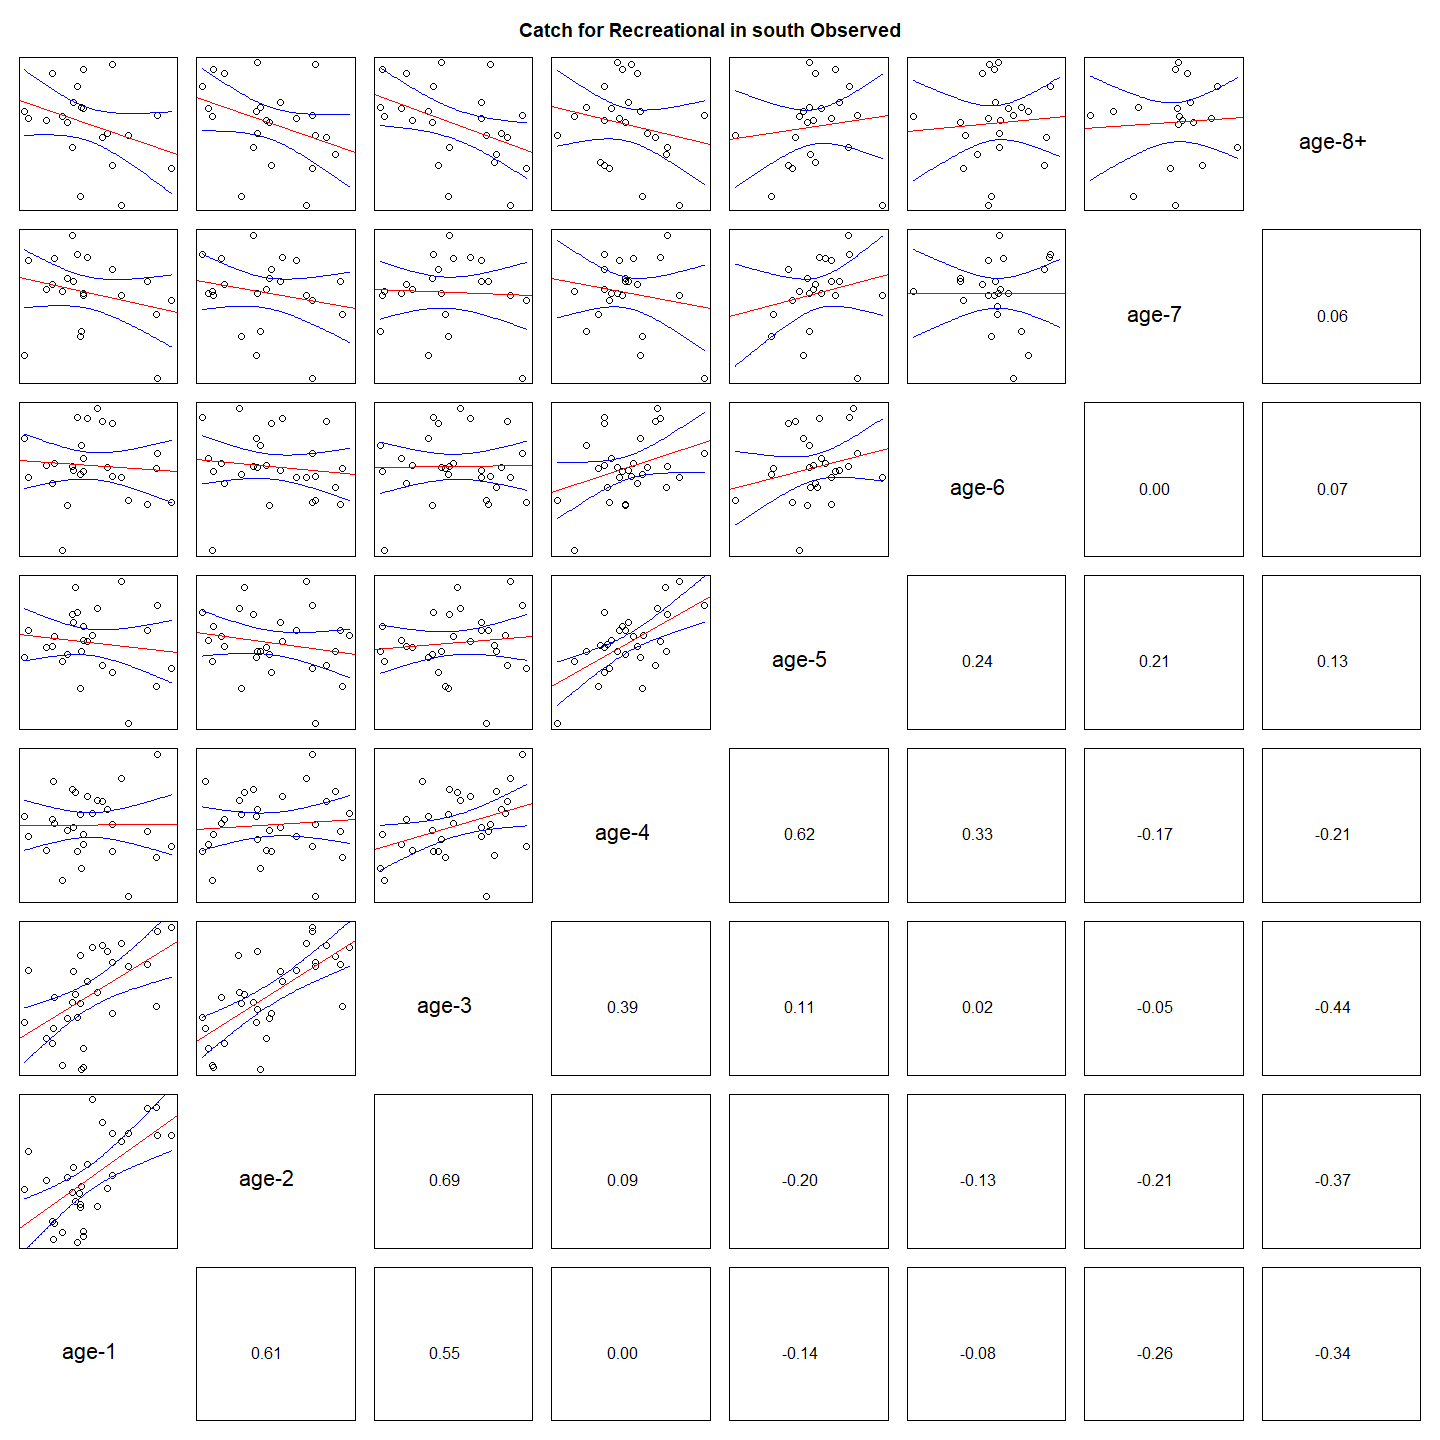 Catch for Recreational in south Observed
age-8+
age-7 0.06
age-6 0.00 0.07
age-5 0.24 0.21 0.13
age-4 0.62 0.33 -0.17 -0.21
age-3 0.39 0.11 0.02 -0.05 -0.44
age-2 0.69 0.09 -0.20 -0.13 -0.21 -0.37
age-1 0.61 0.55 0.00 -0.14 -0.08 -0.26 -0.34